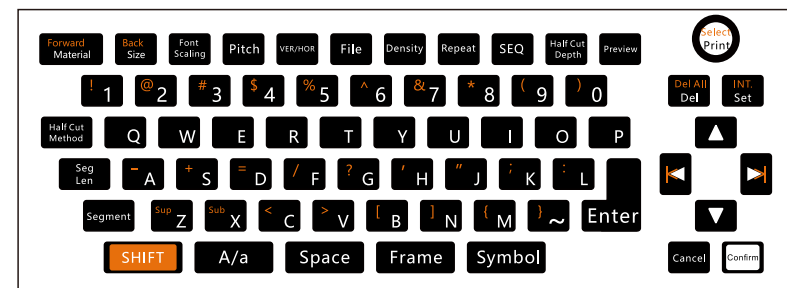 Forward Back Font Pitch VER/HOR File Density Repeat SEQ Half Cut Preview Select
Material Size Scaling Depth Print
! 1 @ 2 # 3 $ 4 % 5 ^ 6 & 7 * 8 ( 9 ) 0 Del All INT.
Del Set
Half Cut Q W E R T Y U I O P
Method
Seg - A + S = D / F ? G ' H " J ; K : L
Len
Segment Sup Z Sub X < C > V [ B ] N { M } ~ Enter
SHIFT A/a Space Frame Symbol Cancel Confirm